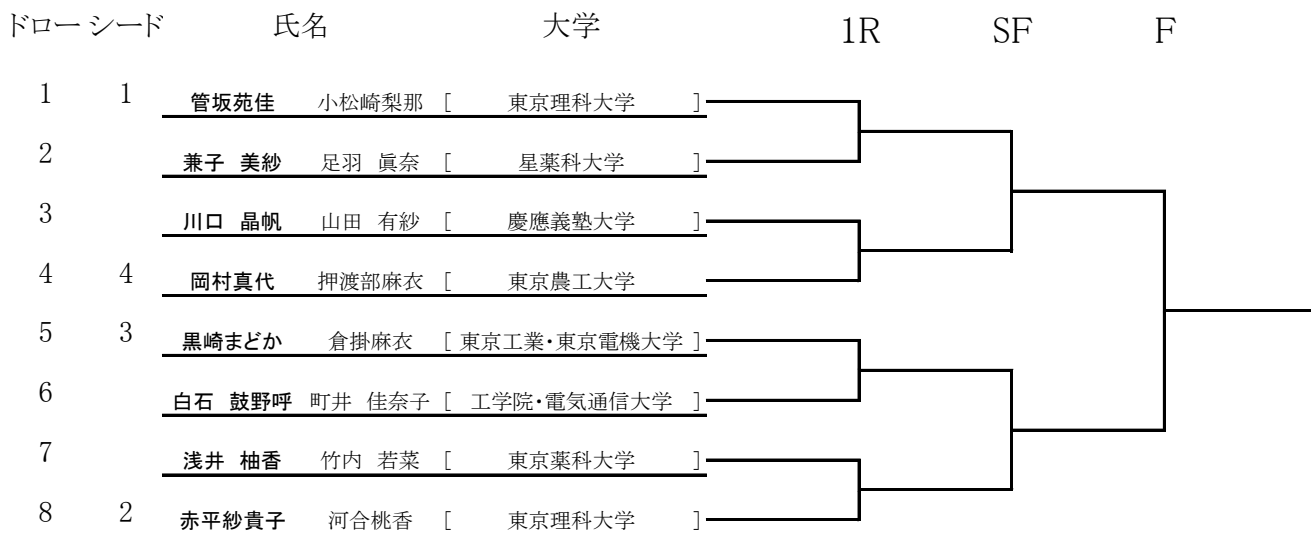 ドロー シード 氏名 大学 1R SF F
1 1 管坂苑佳 小松崎梨那 [ 東京理科大学 ]
2 兼子 美紗 足羽 眞奈 [ 星薬科大学 ]
3 川口 晶帆 山田 有紗 [ 慶應義塾大学 ]
4 4 岡村真代 押渡部麻衣 [ 東京農工大学 ]
5 3 黒崎まどか 倉掛麻衣 [ 東京工業・東京電機大学 ]
6 白石 鼓野呼 町井 佳奈子 [ 工学院・電気通信大学 ]
7 浅井 柚香 竹内 若菜 [ 東京薬科大学 ]
8 2 赤平紗貴子 河合桃香 [ 東京理科大学 ]